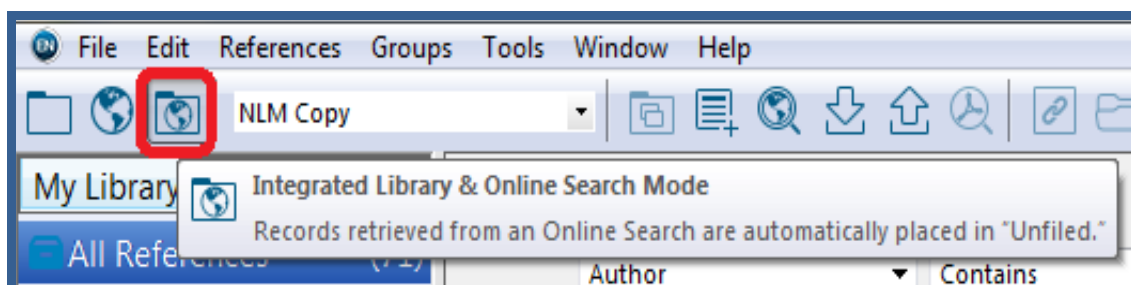 EN File Edit References Groups Tools Window Help
NLM Copy
My Library
Integrated Library & Online Search Mode
Records retrieved from an Online Search are automatically placed in "Unfiled."
All References (71)
Author Contains